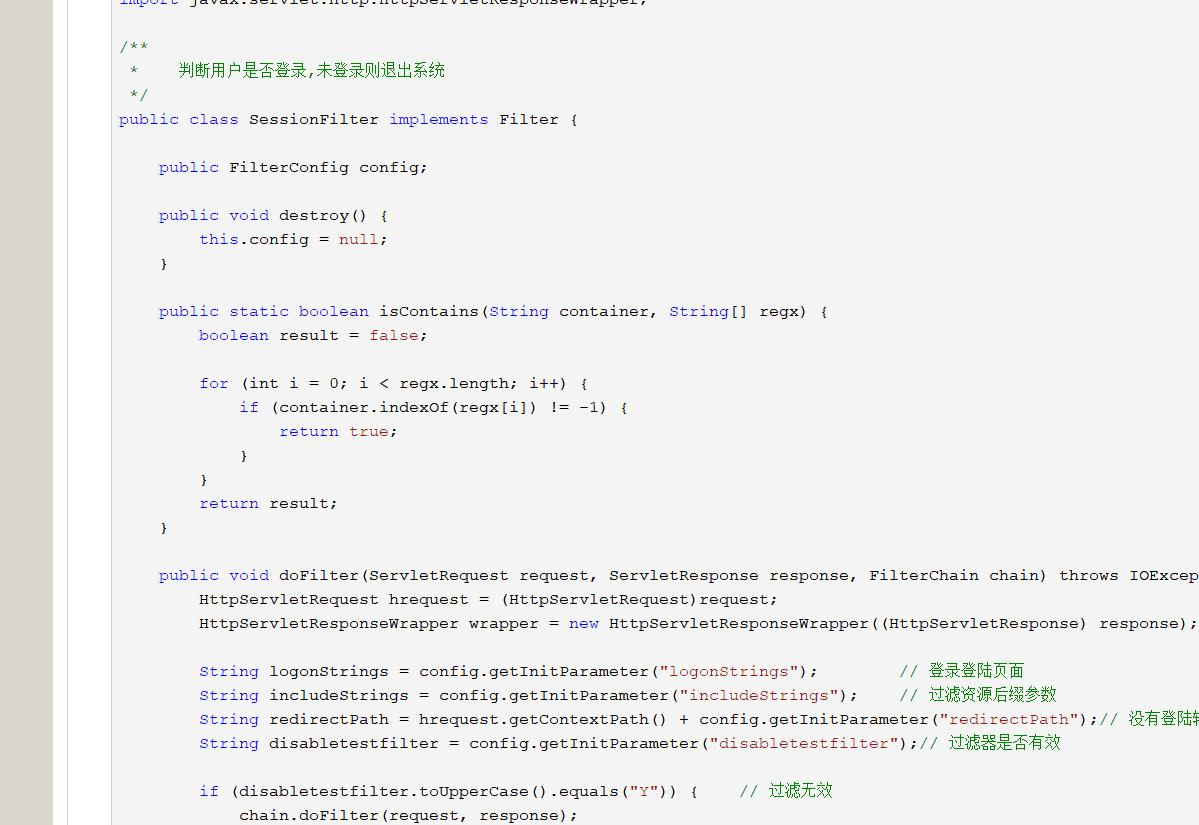 import javax.servlet.http.HttpServletResponseWrapper;
/**
 *    判断用户是否登录,未登录则退出系统
 */
public class SessionFilter implements Filter {
    public FilterConfig config;
    public void destroy() {
        this.config = null;
    }
    public static boolean isContains(String container, String[] regx) {
        boolean result = false;
        for (int i = 0; i < regx.length; i++) {
            if (container.indexOf(regx[i]) != -1) {
                return true;
            }
        }
        return result;
    }
    public void doFilter(ServletRequest request, ServletResponse response, FilterChain chain) throws IOExcep
        HttpServletRequest hrequest = (HttpServletRequest)request;
        HttpServletResponseWrapper wrapper = new HttpServletResponseWrapper((HttpServletResponse) response);
        String logonStrings = config.getInitParameter("logonStrings");        // 登录登陆页面
        String includeStrings = config.getInitParameter("includeStrings");    // 过滤资源后缀参数
        String redirectPath = hrequest.getContextPath() + config.getInitParameter("redirectPath");// 没有登陆转
        String disabletestfilter = config.getInitParameter("disabletestfilter");// 过滤器是否有效
        if (disabletestfilter.toUpperCase().equals("Y")) {    // 过滤无效
            chain.doFilter(request, response);